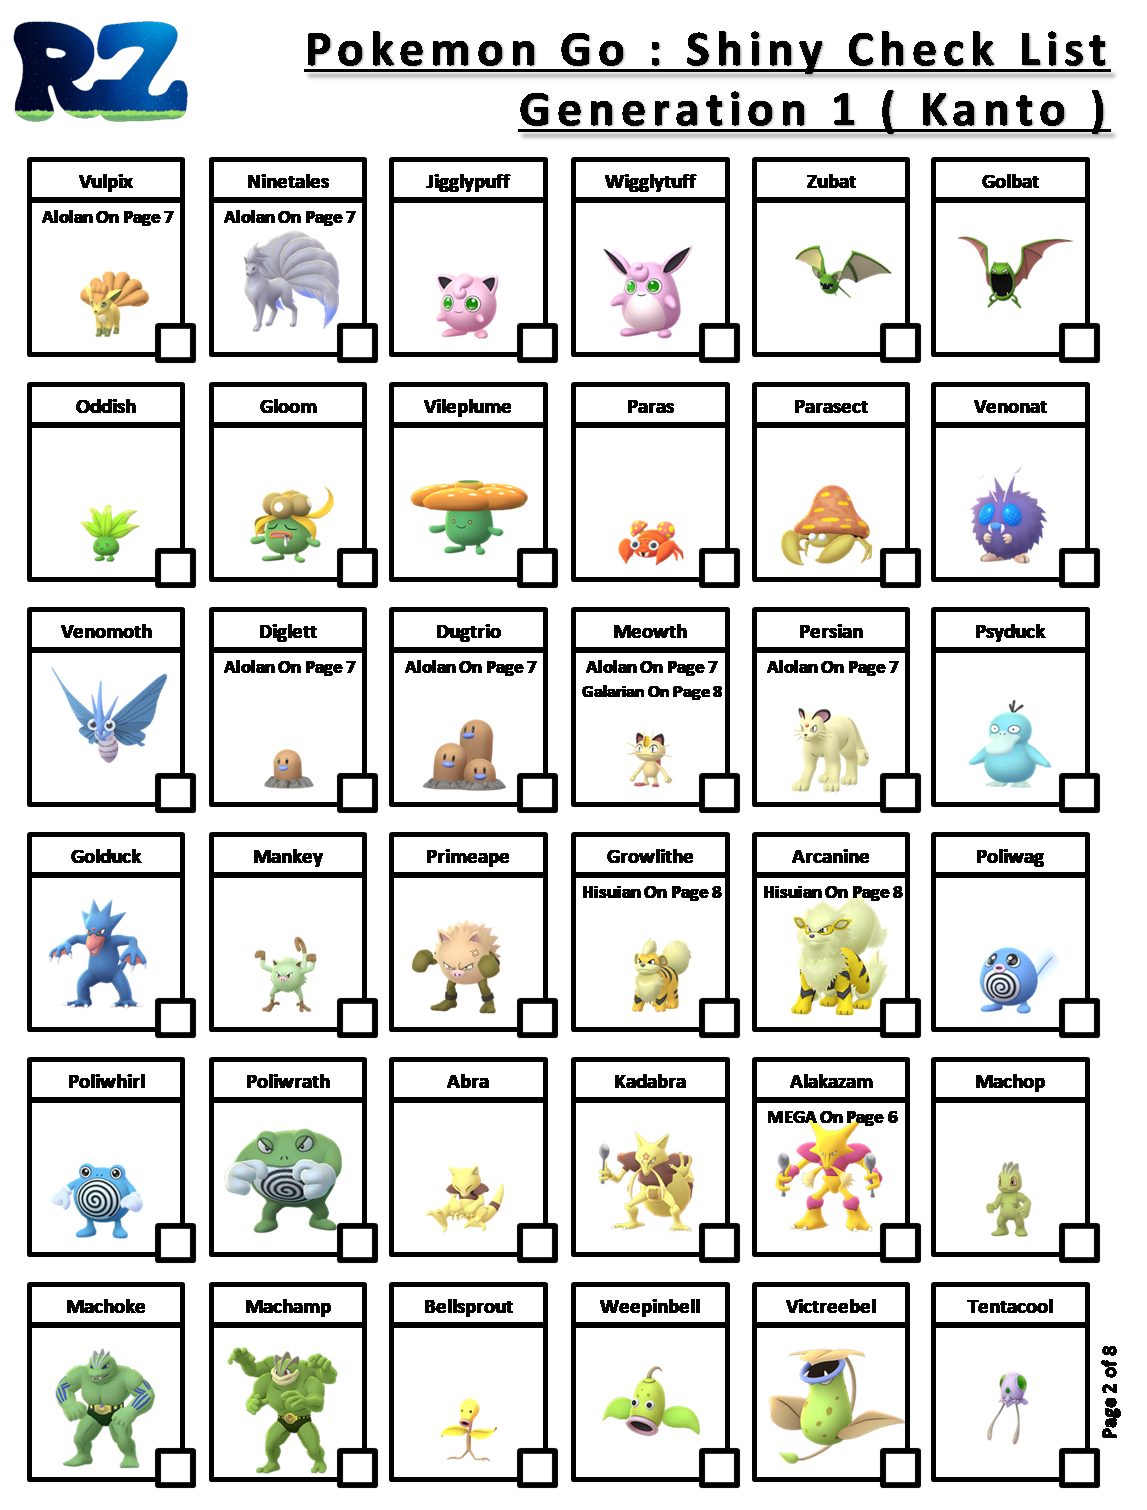 RZ
Pokemon Go : Shiny Check List
Generation 1 ( Kanto )
Vulpix
Alolan On Page 7
Ninetales
Alolan On Page 7
Jigglypuff
Wigglytuff
Zubat
Golbat
Oddish
Gloom
Vileplume
Paras
Parasect
Venonat
Venomoth
Diglett
Alolan On Page 7
Dugtrio
Alolan On Page 7
Meowth
Alolan On Page 7
Galarian On Page 8
Persian
Alolan On Page 7
Psyduck
Golduck
Mankey
Primeape
Growlithe
Hisuian On Page 8
Arcanine
Hisuian On Page 8
Poliwag
Poliwhirl
Poliwrath
Abra
Kadabra
Alakazam
MEGA On Page 6
Machop
Machoke
Machamp
Bellsprout
Weepinbell
Victreebel
Tentacool
Page 2 of 8